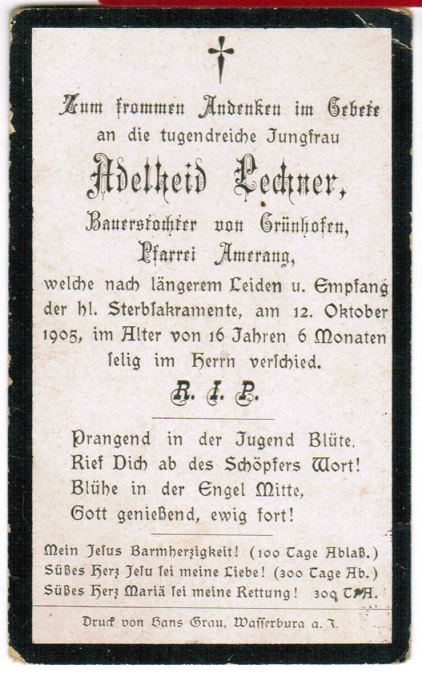 Zum frommen Andenken im Gebete
an die tugendreiche Jungfrau
Adelheid Lechner,
Bauerstochter von Grünhofen,
Pfarrei Amerang,
welche nach längerem Leiden u. Empfang
der hl. Sterbsakramente, am 12. Oktober
1905, im Alter von 16 Jahren 6 Monaten
selig im Herrn verschied.
R. I. P.
Prangend in der Jugend Blüte,
Rief Dich ab des Schöpfers Wort!
Blühe in der Engel Mitte,
Gott genießend, ewig fort!
Mein Jesus Barmherzigkeit! (100 Tage Ablaß.)
Süßes Herz Jesu sei meine Liebe! (300 Tage Ab.)
Süßes Herz Mariä sei meine Rettung! 300 T. A.
Druck von Hans Grau, Wasserburg a. I.